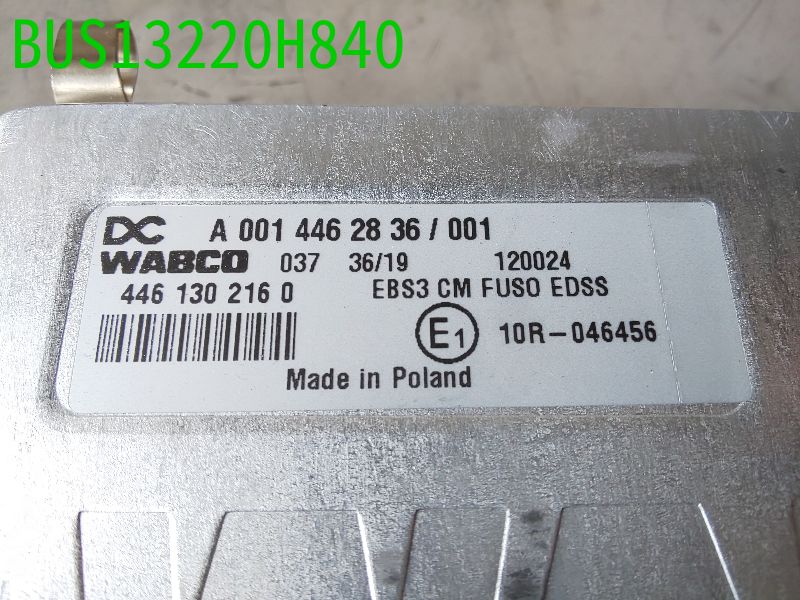 BUS13220H840
DC A 001 446 28 36 / 001
WABCO 037 36/19 120024
446 130 216 0 EBS3 CM FUSO EDSS
E1 10R-046456
Made in Poland